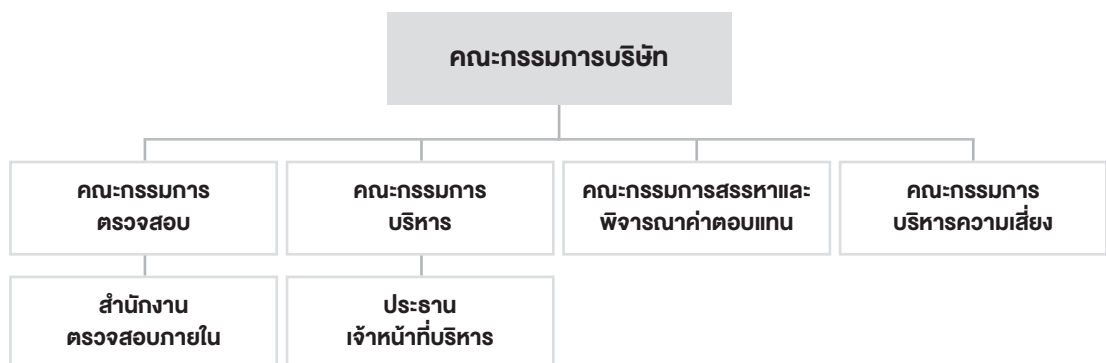 คณะกรรมการบริษัท
คณะกรรมการ
ตรวจสอบ
คณะกรรมการ
บริหาร
คณะกรรมการสรรหาและ
พิจารณาค่าตอบแทน
คณะกรรมการ
บริหารความเสี่ยง
สำนักงาน
ตรวจสอบภายใน
ประธาน
เจ้าหน้าที่บริหาร